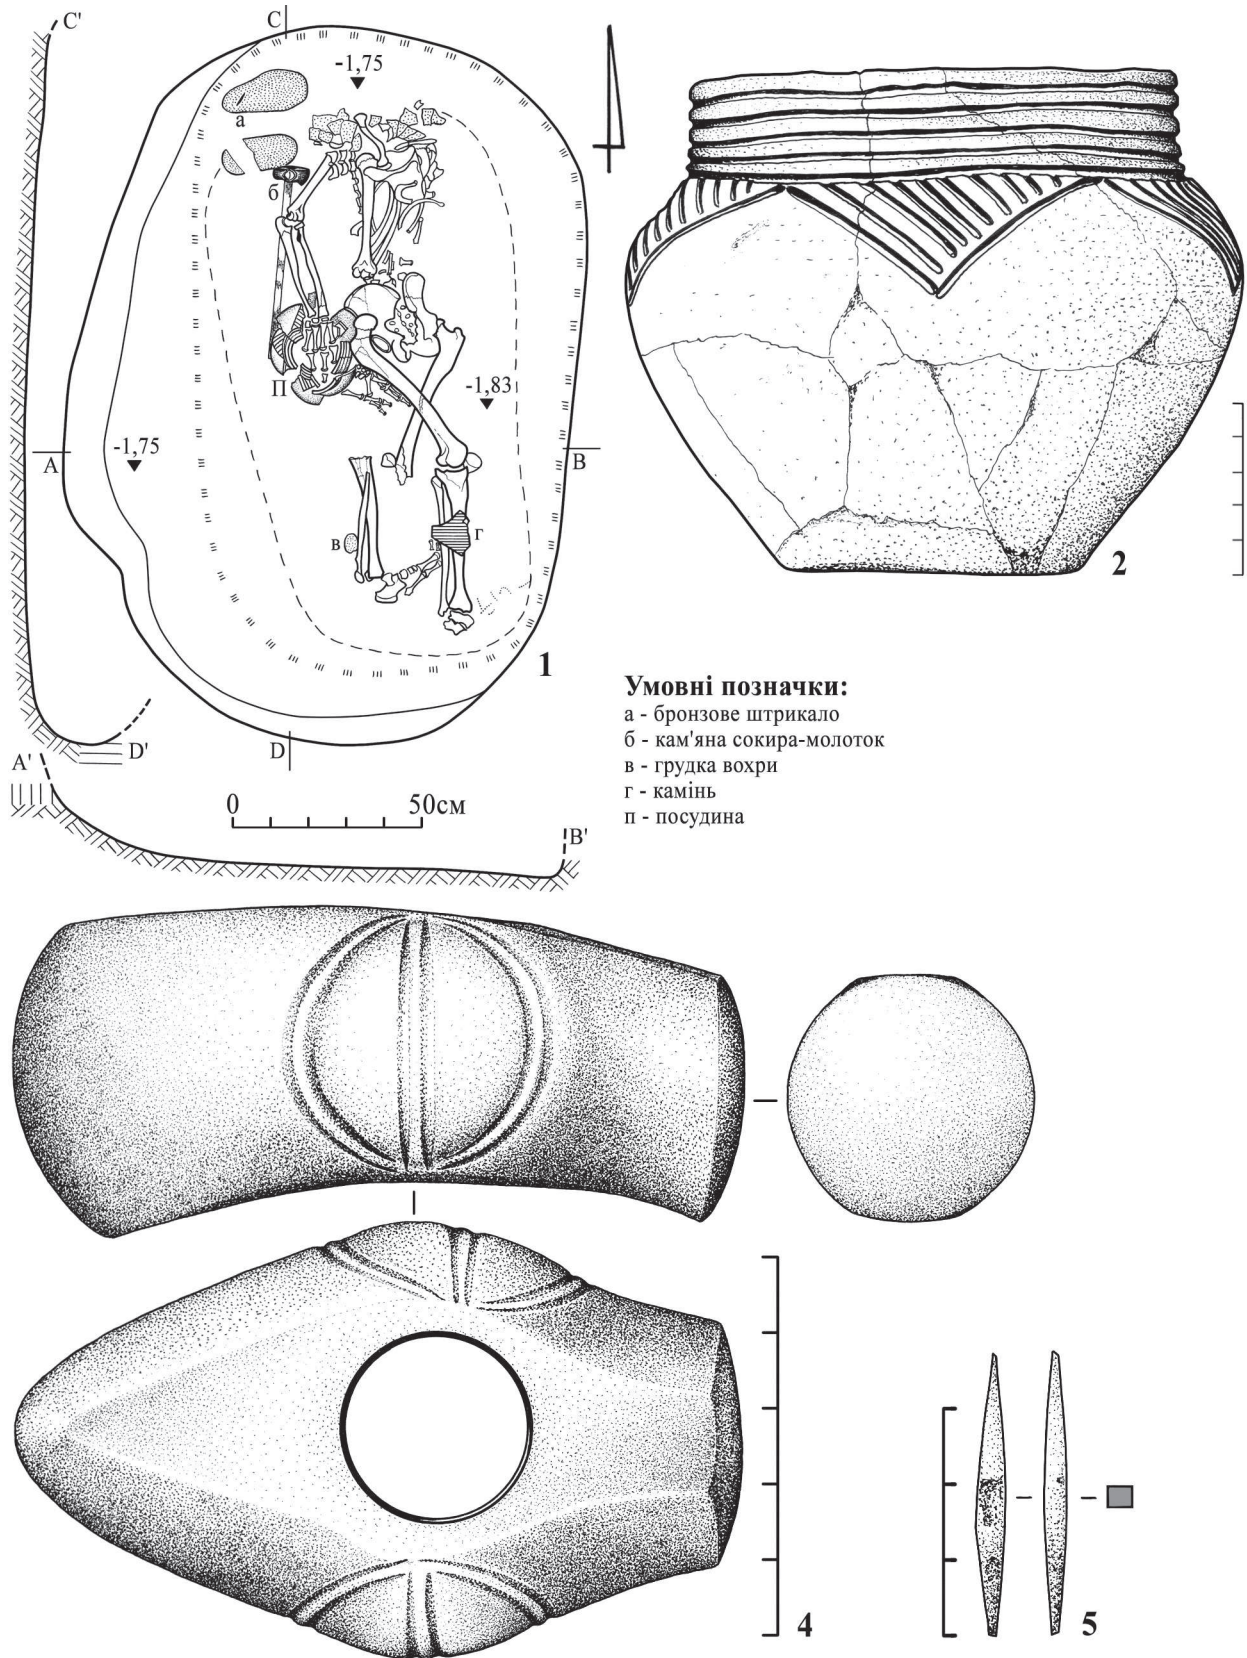 C'
C
-1,75
а
б
П
-1,83
-1,75
A
B
в
г
1
2
D'
D
A'
0 50см
B'
Умовні позначки:
а - бронзове штрикало
б - кам'яна сокира-молоток
в - грудка вохри
г - камінь
п - посудина
4
5